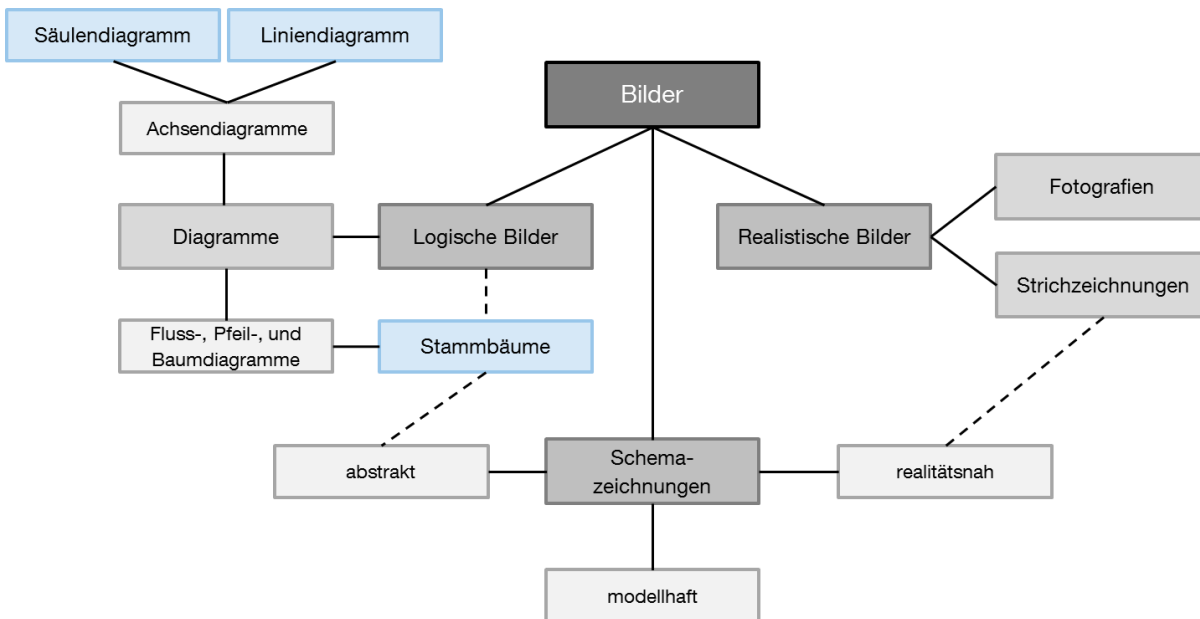 Säulendiagramm
Liniendiagramm
Bilder
Achsendiagramme
Fotografien
Diagramme
Logische Bilder
Realistische Bilder
Strichzeichnungen
Fluss-, Pfeil-, und
Baumdiagramme
Stammbäume
abstrakt
Schema-
zeichnungen
realitätsnah
modellhaft